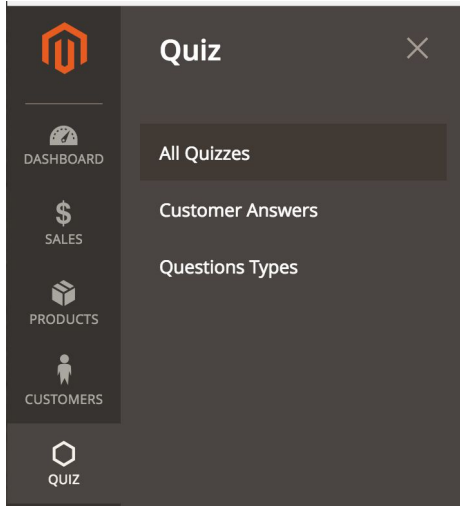 Quiz
DASHBOARD
All Quizzes
$
SALES
Customer Answers
Questions Types
PRODUCTS
CUSTOMERS
QUIZ